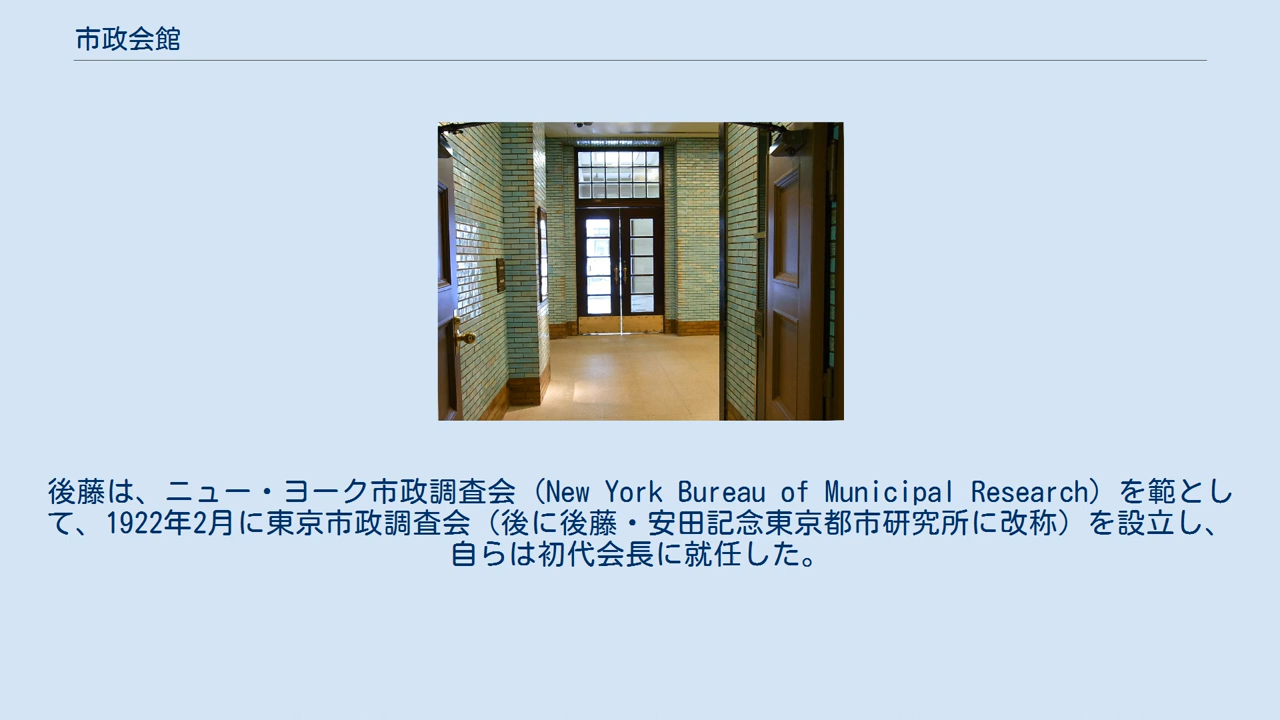 市政会館
後藤は、ニュー・ヨーク市政調査会（New York Bureau of Municipal Research）を範とし
て、1922年2月に東京市政調査会（後に後藤・安田記念東京都市研究所に改称）を設立し、
自らは初代会長に就任した。